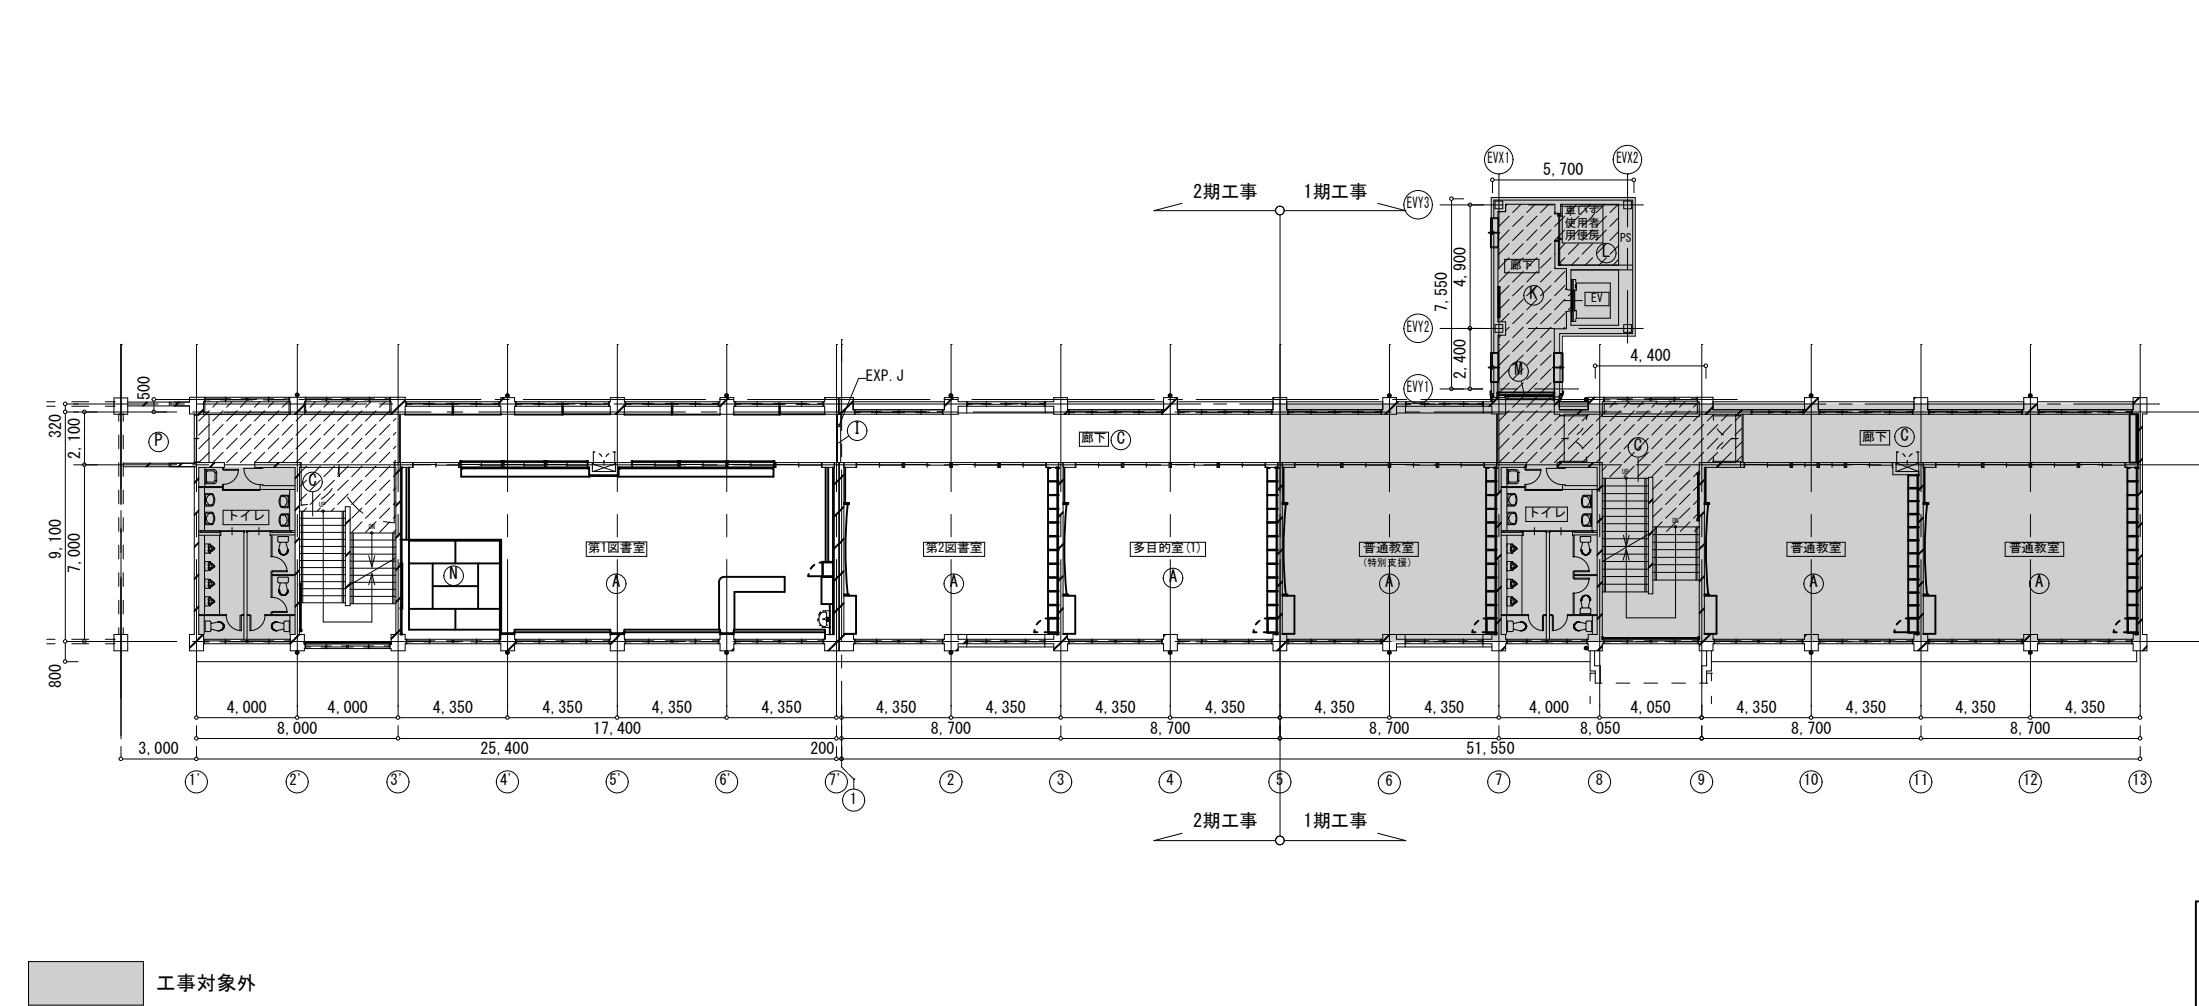 EVX1
EVX2
5,700
2期工事
1期工事
EVY3
車いす
使用者
用便房
PS
L
廊下
4,900
7,550
K
EV
EVY2
2,400
4,400
M
EVY1
EXP.J
500
320
2,100
P
I
廊下 C
C
廊下 C
C
UP
DN
UP
DN
トイレ
トイレ
9,100
7,000
N
第1図書室
A
第2図書室
A
多目的室(1)
A
普通教室
(特別支援)
A
普通教室
A
普通教室
A
800
4,000 4,000 4,350 4,350 4,350 4,350 4,350 4,350 4,350 4,350 4,350 4,350 4,000 4,050 4,350 4,350 4,350 4,350
8,000 17,400 8,700 8,700 8,700 8,050 8,700 8,700
3,000 25,400 200 51,550
1' 2' 3' 4' 5' 6' 7' 2 3 4 5 6 7 8 9 10 11 12 13
1
2期工事
1期工事
工事対象外